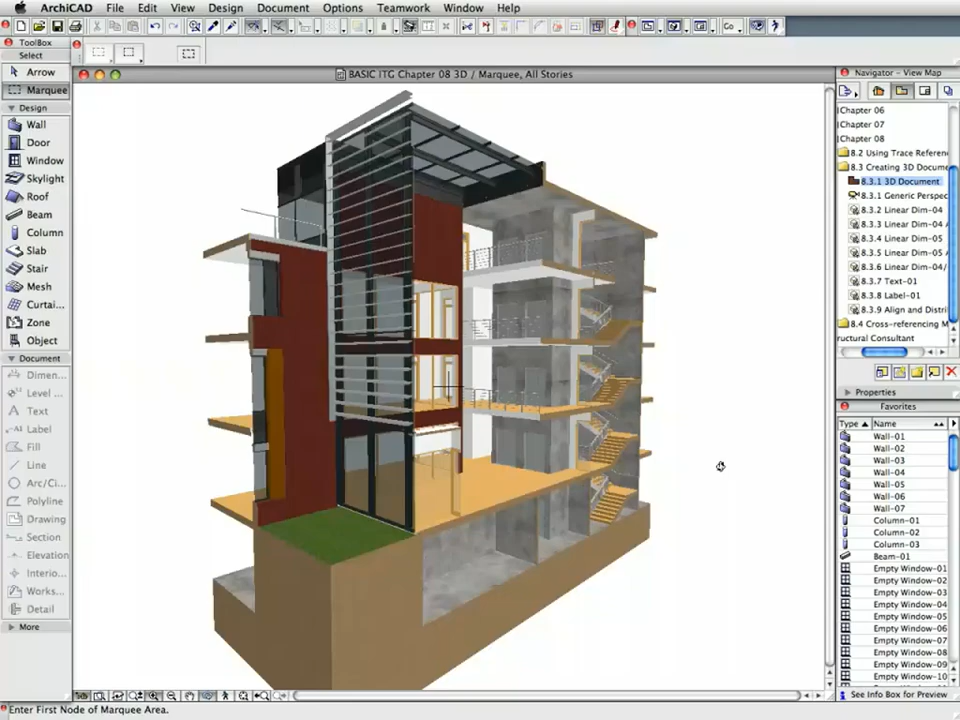 ArchiCAD File Edit View Design Document Options Teamwork Window Help
Go...
ToolBox
Select
Arrow
Marquee
Design
Wall
Door
Window
Skylight
Roof
Beam
Column
Slab
Stair
Mesh
Curtai...
Zone
Object
Document
Dimen...
Level ...
Text
Label
Fill
Line
Arc/Ci...
Polyline
Drawing
Section
Elevation
Interio...
Works...
Detail
More
BASIC ITG Chapter 08 3D / Marquee, All Stories
Navigator - View Map
Chapter 06
Chapter 07
Chapter 08
8.2 Using Trace Referen
8.3 Creating 3D Docume
8.3.1 3D Document
8.3.1 Generic Perspec
8.3.2 Linear Dim-04
8.3.3 Linear Dim-04
8.3.4 Linear Dim-05
8.3.5 Linear Dim-05 /
8.3.6 Linear Dim-04/
8.3.7 Text-01
8.3.8 Label-01
8.3.9 Align and Distri
8.4 Cross-referencing M
ructural Consultant
Properties
Favorites
Type Name
Wall-01
Wall-02
Wall-03
Wall-04
Wall-05
Wall-06
Wall-07
Column-01
Column-02
Column-03
Beam-01
Empty Window-01
Empty Window-02
Empty Window-03
Empty Window-04
Empty Window-05
Empty Window-06
Empty Window-07
Empty Window-08
Empty Window-09
See Info Box for Preview
Enter First Node of Marquee Area.